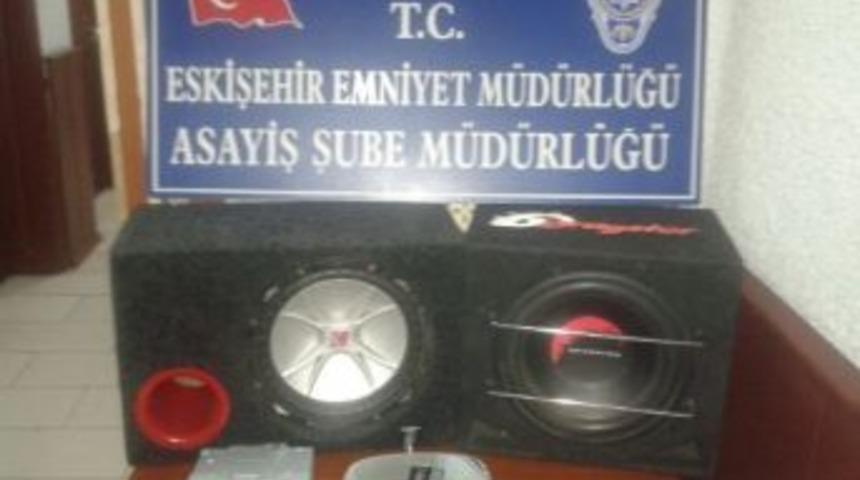 T.C.
ESKİŞEHİR EMNİYET MÜDÜRLÜĞÜ
ASAYİŞ ŞUBE MÜDÜRLÜĞÜ